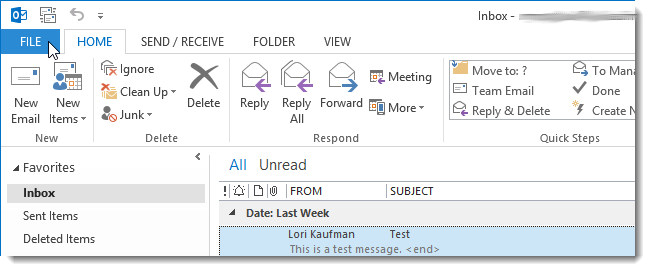 Inbox -
FILE HOME SEND / RECEIVE FOLDER VIEW
New Email
New Items
Ignore
Clean Up
Junk
Delete
Reply
Reply All
Forward
Meeting
More
Move to: ?
Team Email
Reply & Delete
To Mana
Done
Create N
New Delete Respond Quick Steps
Favorites
Inbox
Sent Items
Deleted Items
All Unread
! FROM SUBJECT
Date: Last Week
Lori Kaufman Test
This is a test message. <end>